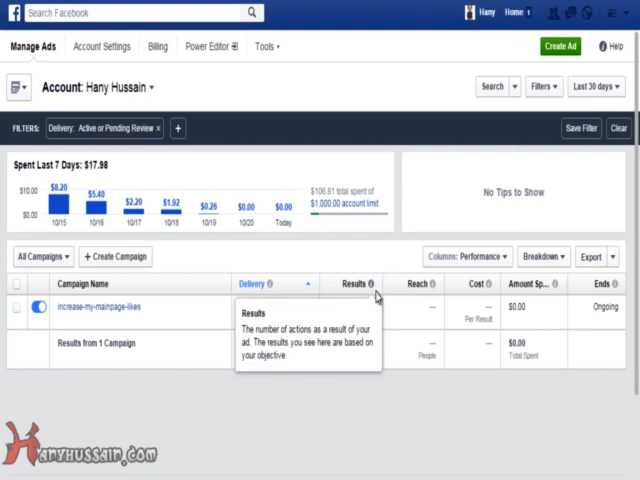 Search Facebook
Hany
Home 1
Manage Ads
Account Settings
Billing
Power Editor
Tools
Create Ad
Help
Account: Hany Hussain
Search
Filters
Last 30 days
FILTERS:
Delivery: Active or Pending Review ×
+
Save Filter
Clear
Spent Last 7 Days: $17.98
$10.00
$0.00
$8.20
$5.40
$2.20
$1.92
$0.26
$0.00
$0.00
10/15
10/16
10/17
10/18
10/19
10/20
Today
$106.81 total spent of
$1,000.00 account limit
No Tips to Show
All Campaigns
+ Create Campaign
Columns: Performance
Breakdown
Export
Campaign Name
Delivery
Results
Reach
Cost
Amount Sp...
Ends
increase-my-mainpage-likes
—
—
Per Result
$0.00
Ongoing
Results from 1 Campaign
—
People
—
$0.00
Total Spent
Results
The number of actions as a result of your
ad. The results you see here are based on
your objective.
Hanyhussain.com